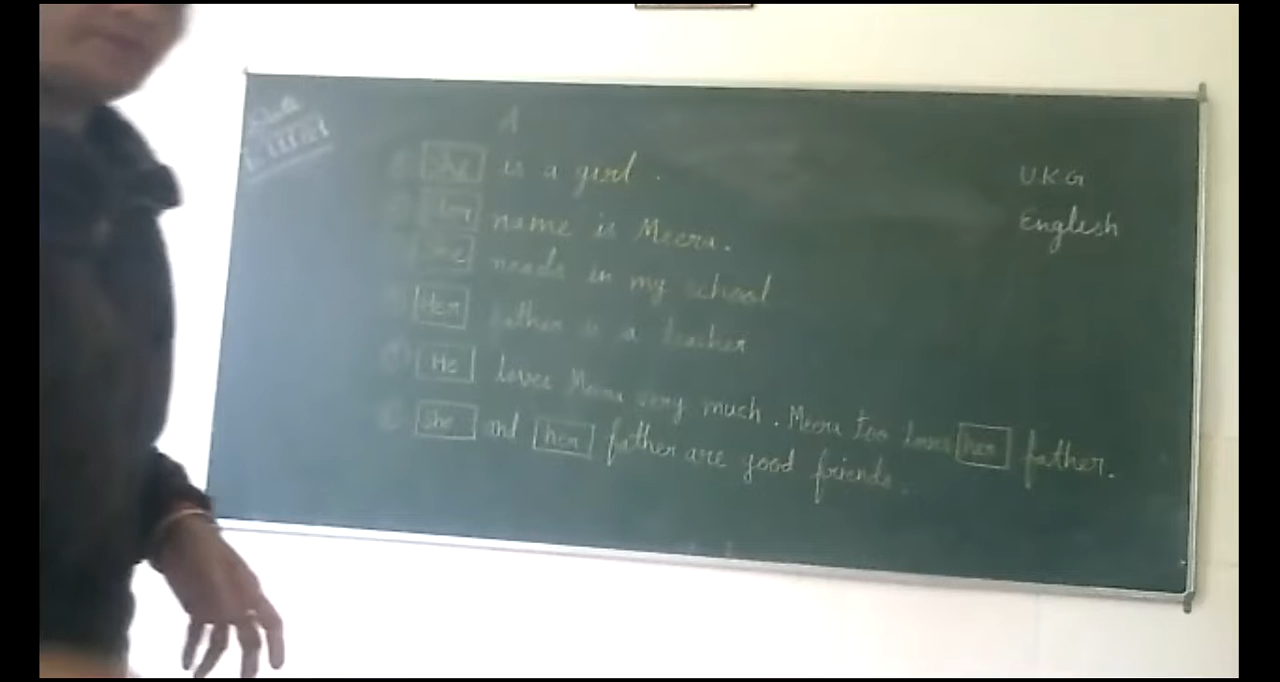 A
She is a girl.
Her name is Meera.
She reads in my school
Her father is a teacher
He loves Meera very much. Meera too loves her father.
She and her father are good friends.
UKG
English